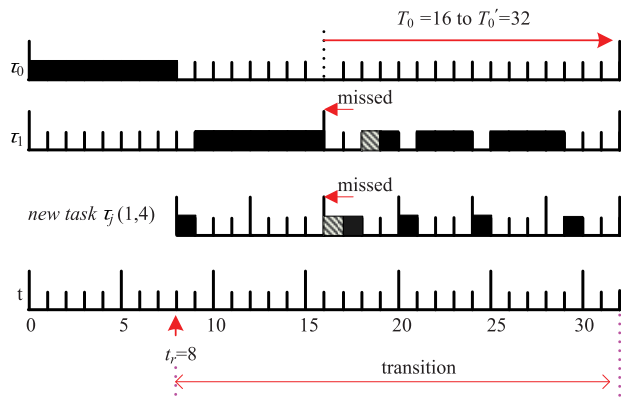 T0 =16 to T0′=32
τ0
missed
τ1
missed
new task τj (1,4)
t
0 5 10 15 20 25 30
tr=8
transition